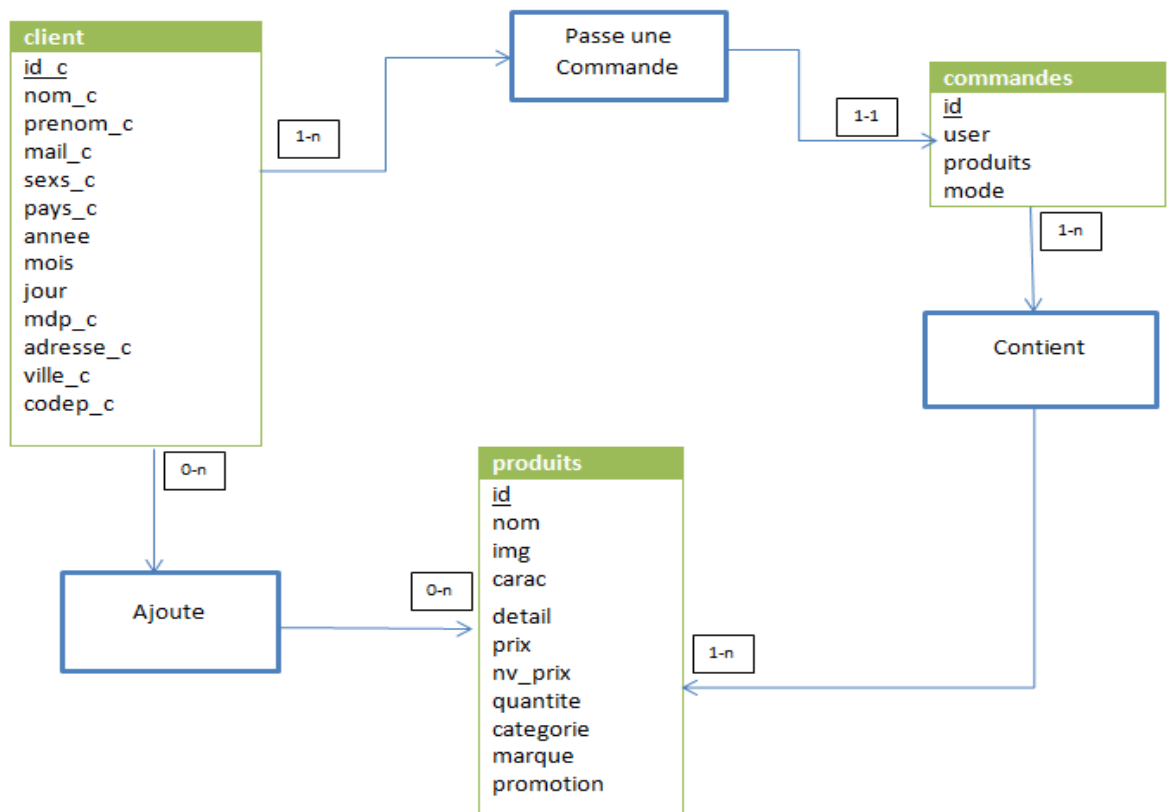 client
id_c
nom_c
prenom_c
mail_c
sexs_c
pays_c
annee
mois
jour
mdp_c
adresse_c
ville_c
codep_c
1-n
Passe une
Commande
1-1
commandes
id
user
produits
mode
1-n
Contient
0-n
Ajoute
0-n
produits
id
nom
img
carac
detail
prix
nv_prix
quantite
categorie
marque
promotion
1-n